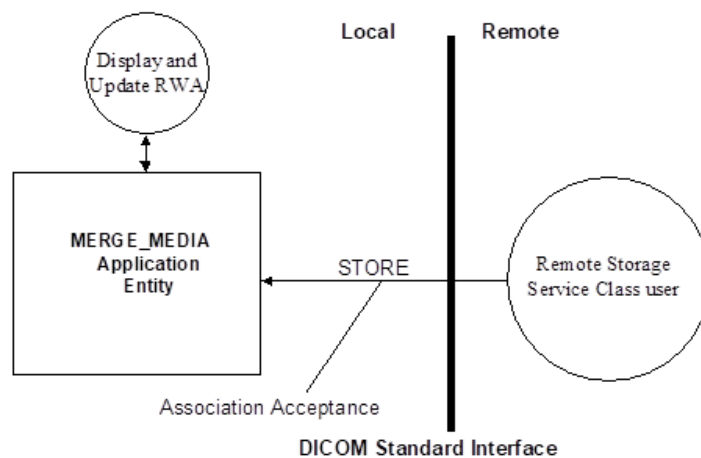 Local
Remote
Display and
Update RWA
MERGE_MEDIA
Application
Entity
STORE
Remote Storage
Service Class user
Association Acceptance
DICOM Standard Interface